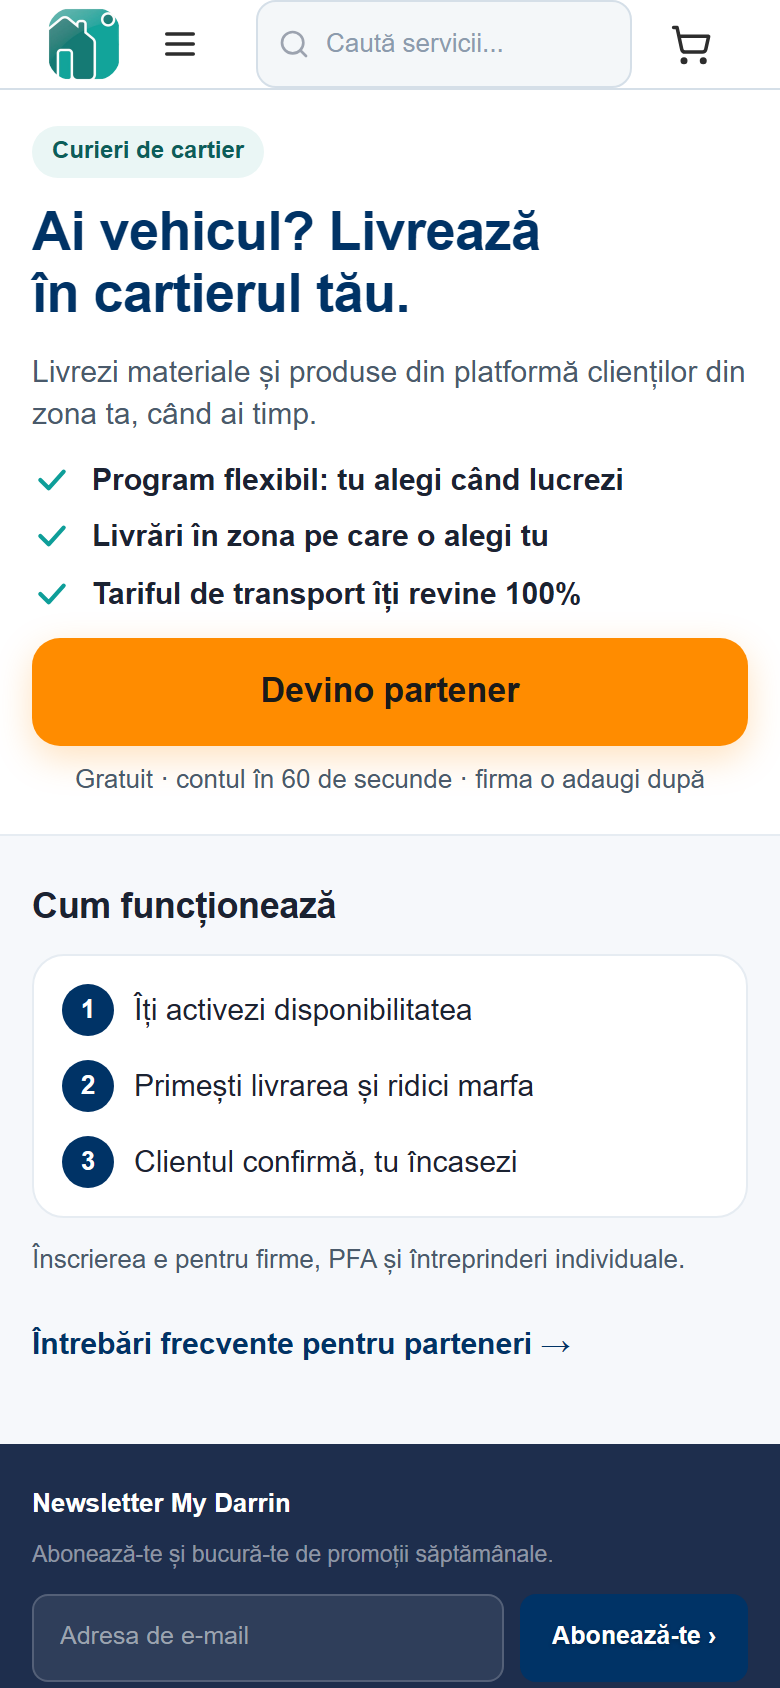 Caută servicii...
Curieri de cartier
Ai vehicul? Livrează
în cartierul tău.
Livrezi materiale și produse din platformă clienților din
zona ta, când ai timp.
Program flexibil: tu alegi când lucrezi
Livrări în zona pe care o alegi tu
Tariful de transport îți revine 100%
Devino partener
Gratuit · contul în 60 de secunde · firma o adaugi după
Cum funcționează
1 Îți activezi disponibilitatea
2 Primești livrarea și ridici marfa
3 Clientul confirmă, tu încasezi
Înscrierea e pentru firme, PFA și întreprinderi individuale.
Întrebări frecvente pentru parteneri →
Newsletter My Darrin
Abonează-te și bucură-te de promoții săptămânale.
Adresa de e-mail
Abonează-te ›